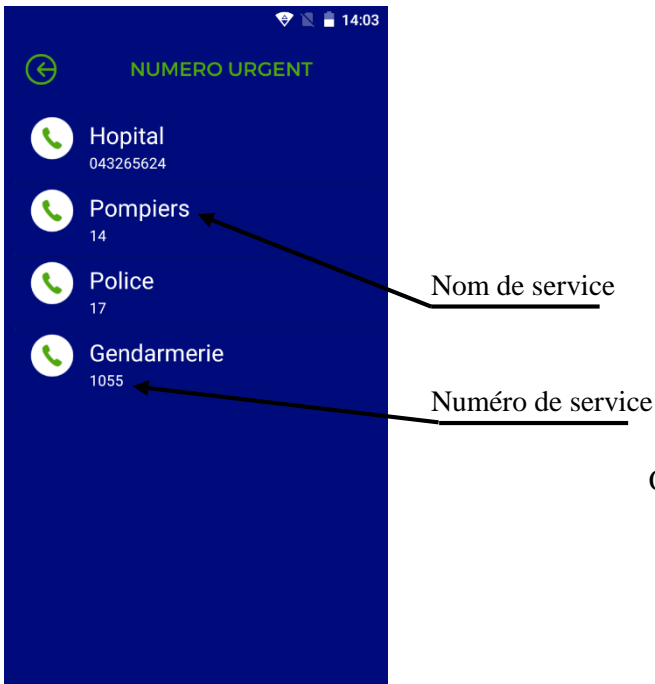 14:03
NUMERO URGENT
Hopital
043265624
Pompiers
14
Police
17
Nom de service
Gendarmerie
1055
Numéro de service